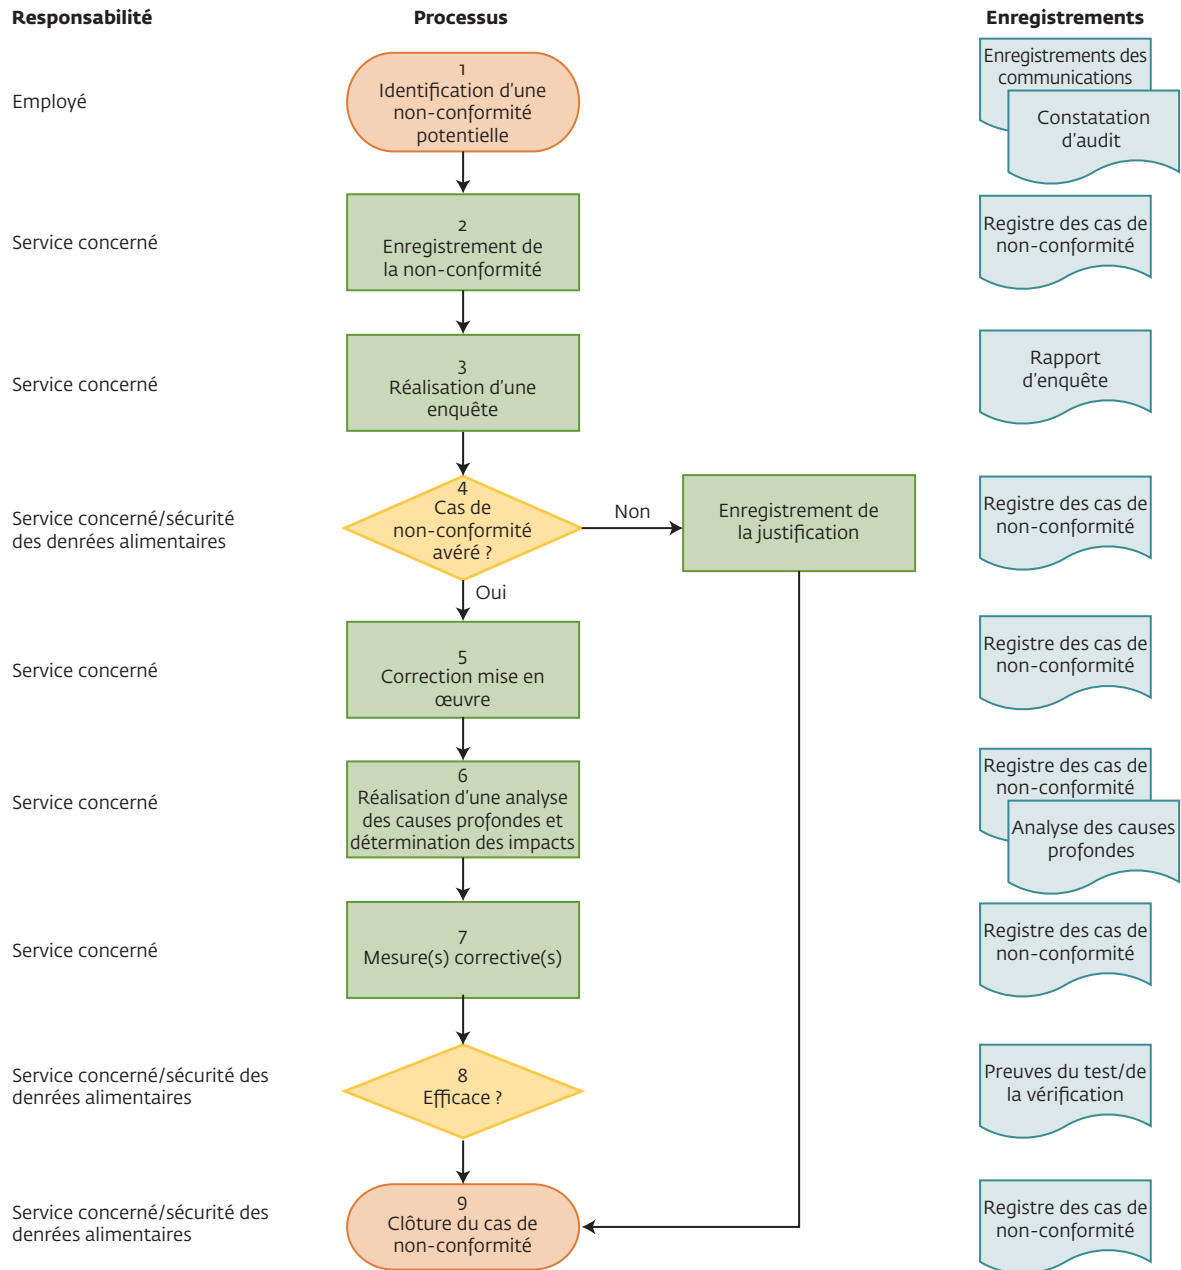 Responsabilité
Processus
Enregistrements
Employé
1
Identification d'une
non-conformité
potentielle
Enregistrements des
communications
Constatation
d'audit
Service concerné
2
Enregistrement de
la non-conformité
Registre des cas de
non-conformité
Service concerné
3
Réalisation d'une
enquête
Rapport
d'enquête
Service concerné/sécurité
des denrées alimentaires
4
Cas de
non-conformité
avéré ?
Non
Enregistrement de
la justification
Registre des cas de
non-conformité
Oui
Service concerné
5
Correction mise en
œuvre
Registre des cas de
non-conformité
Service concerné
6
Réalisation d'une analyse
des causes profondes et
détermination des impacts
Registre des cas de
non-conformité
Analyse des causes
profondes
Service concerné
7
Mesure(s) corrective(s)
Registre des cas de
non-conformité
Service concerné/sécurité des
denrées alimentaires
8
Efficace ?
Preuves du test/de
la vérification
Service concerné/sécurité des
denrées alimentaires
9
Clôture du cas de
non-conformité
Registre des cas de
non-conformité